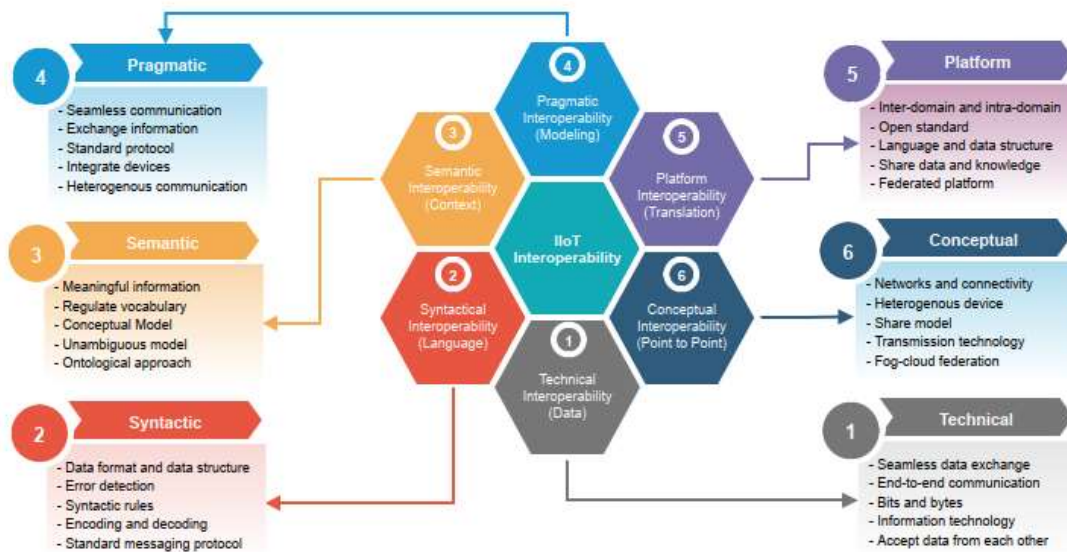 4
Pragmatic
- Seamless communication
- Exchange information
- Standard protocol
- Integrate devices
- Heterogenous communication
3
Semantic
- Meaningful information
- Regulate vocabulary
- Conceptual Model
- Unambiguous model
- Ontological approach
2
Syntactic
- Data format and data structure
- Error detection
- Syntactic rules
- Encoding and decoding
- Standard messaging protocol
4
Pragmatic
Interoperability
(Modeling)
3
Semantic
Interoperability
(Context)
5
Platform
Interoperability
(Translation)
IIoT
Interoperability
2
Syntactical
Interoperability
(Language)
6
Conceptual
Interoperability
(Point to Point)
1
Technical
Interoperability
(Data)
5
Platform
- Inter-domain and intra-domain
- Open standard
- Language and data structure
- Share data and knowledge
- Federated platform
6
Conceptual
- Networks and connectivity
- Heterogenous device
- Share model
- Transmission technology
- Fog-cloud federation
1
Technical
- Seamless data exchange
- End-to-end communication
- Bits and bytes
- Information technology
- Accept data from each other